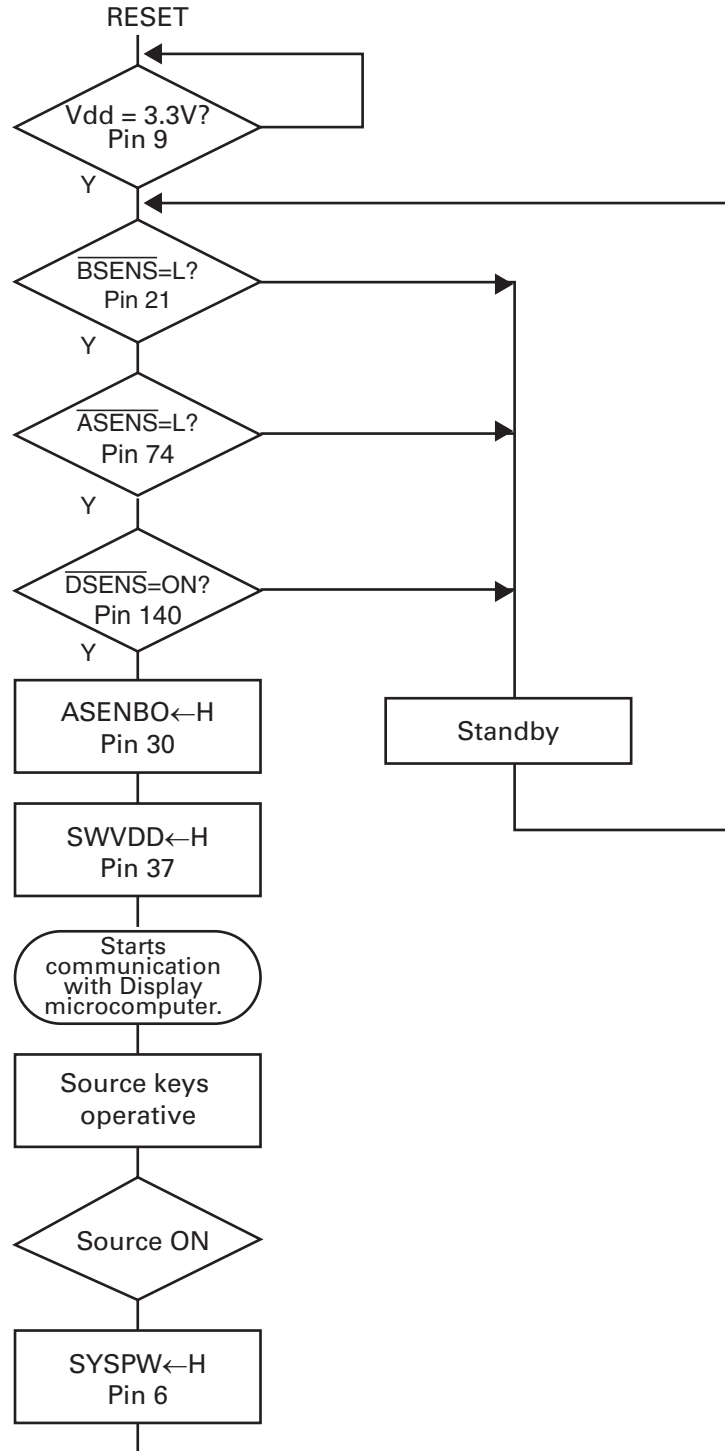 RESET
Vdd = 3.3V?
Pin 9
Y
BSENS=L?
Pin 21
Y
ASENS=L?
Pin 74
Y
DSENS=ON?
Pin 140
Y
ASENBO←H
Pin 30
Standby
SWVDD←H
Pin 37
Starts
communication
with Display
microcomputer.
Source keys
operative
Source ON
SYSPW←H
Pin 6